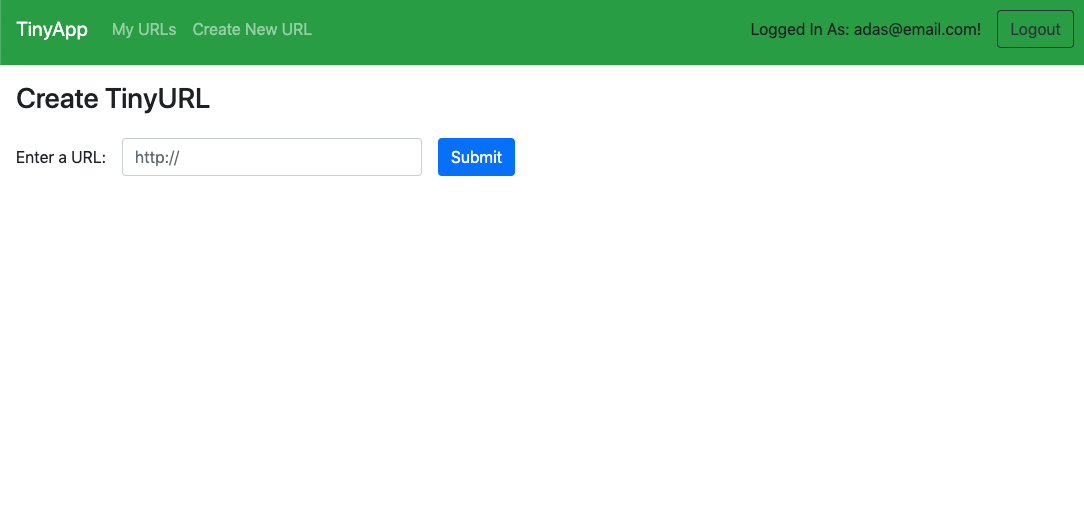 TinyApp My URLs Create New URL Logged In As: adas@email.com! Logout
Create TinyURL
Enter a URL: http:// Submit